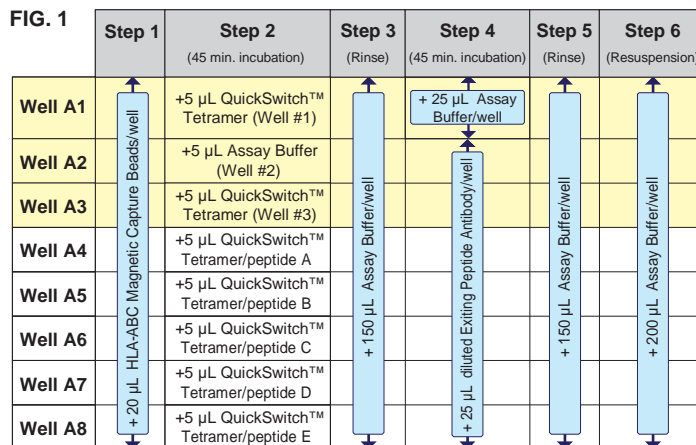 FIG. 1
Step 1
Step 2
(45 min. incubation)
Step 3
(Rinse)
Step 4
(45 min. incubation)
Step 5
(Rinse)
Step 6
(Resuspension)
Well A1
+5 µL QuickSwitch™
Tetramer (Well #1)
Well A2
+5 µL Assay Buffer
(Well #2)
Well A3
+5 µL QuickSwitch™
Tetramer (Well #3)
Well A4
+5 µL QuickSwitch™
Tetramer/peptide A
Well A5
+5 µL QuickSwitch™
Tetramer/peptide B
Well A6
+5 µL QuickSwitch™
Tetramer/peptide C
Well A7
+5 µL QuickSwitch™
Tetramer/peptide D
Well A8
+5 µL QuickSwitch™
Tetramer/peptide E
+ 20 µL HLA-ABC Magnetic Capture Beads/well
+ 150 µL Assay Buffer/well
+ 25 µL Assay
Buffer/well
+ 25 µL diluted Exiting Peptide Antibody/well
+ 150 µL Assay Buffer/well
+ 200 µL Assay Buffer/well